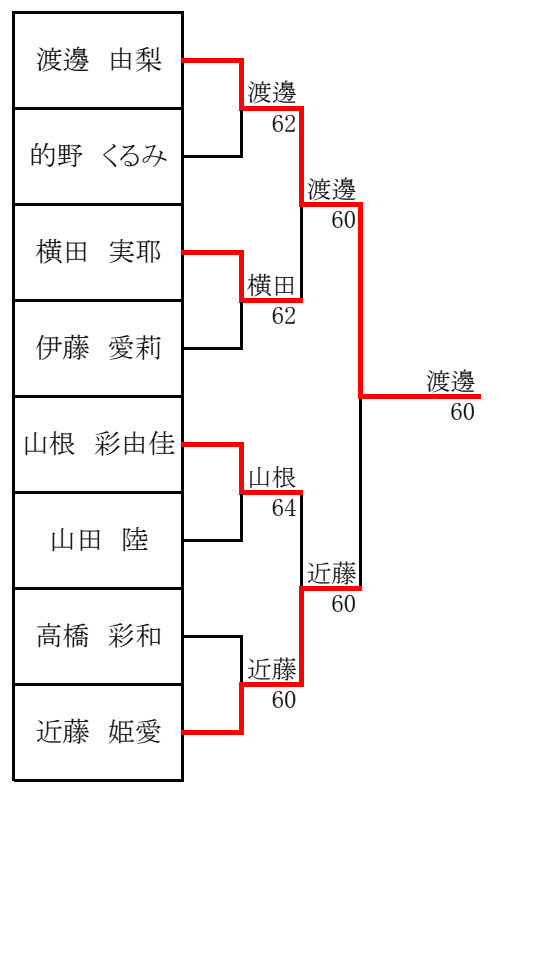 渡邊 由梨
的野 くるみ
横田 実耶
伊藤 愛莉
山根 彩由佳
山田 陸
高橋 彩和
近藤 姫愛
渡邊
62
横田
62
山根
64
近藤
60
渡邊
60
近藤
60
渡邊
60